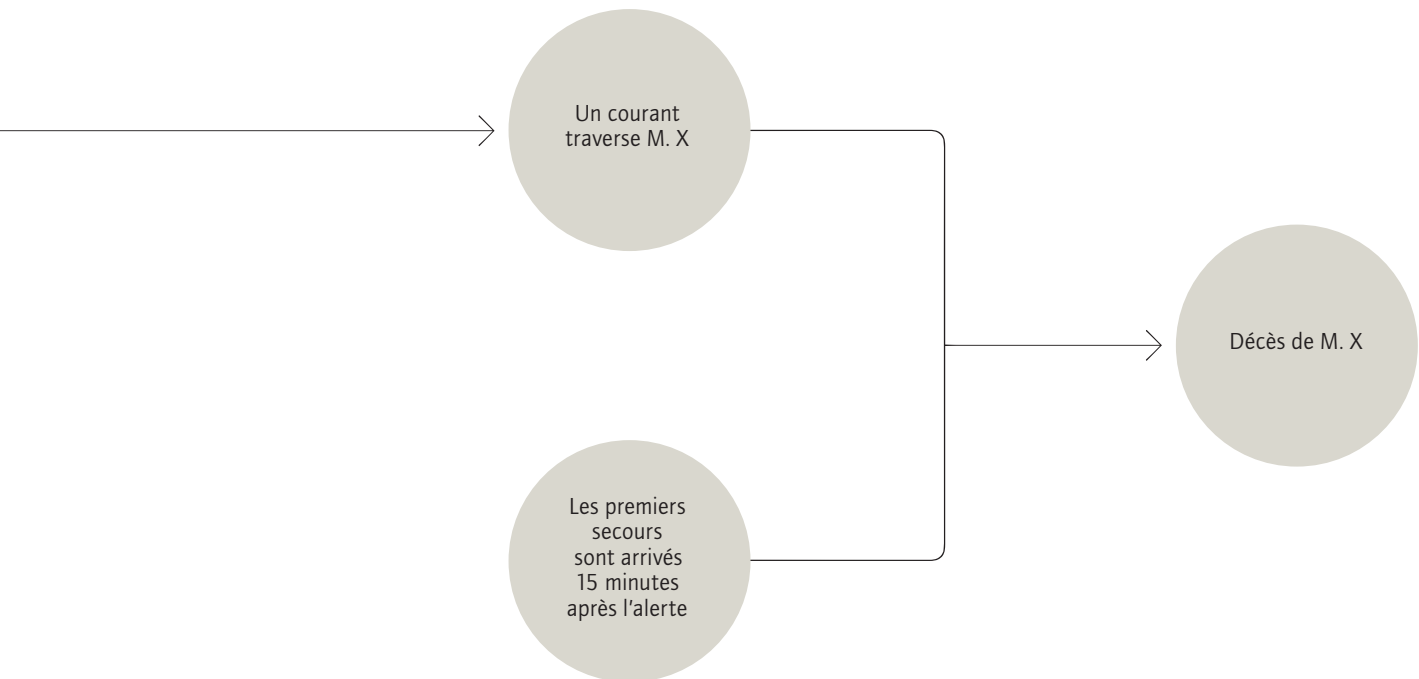 Un courant
traverse M. X
Décès de M. X
Les premiers
secours
sont arrivés
15 minutes
après l'alerte